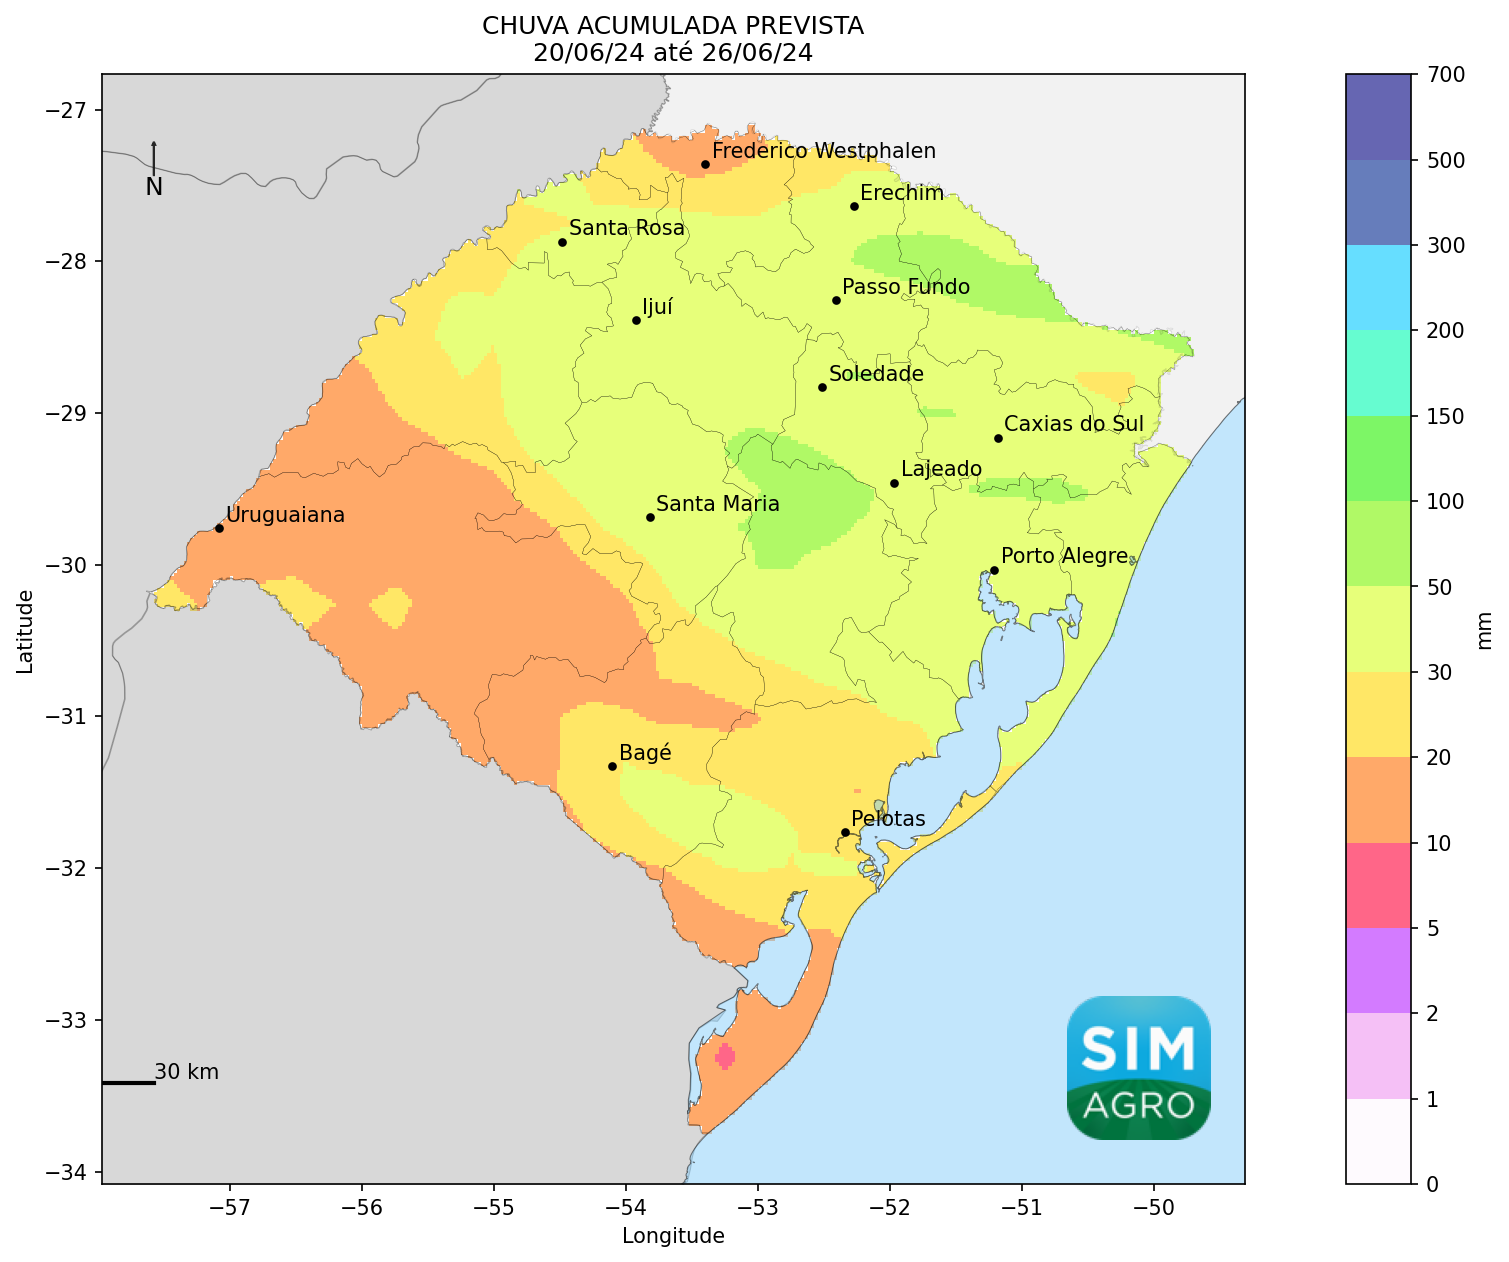 CHUVA ACUMULADA PREVISTA
20/06/24 até 26/06/24
700
−27
Frederico Westphalen
500
N
Erechim
Santa Rosa
300
−28
Passo Fundo
Ijuí
200
Soledade
−29
150
Caxias do Sul
Lajeado
100
Santa Maria
Uruguaiana
Porto Alegre
−30
50
Latitude
mm
30
−31
Bagé
20
Pelotas
10
−32
5
−33
2
SIM
AGRO
30 km
1
−34
0
−57
−56
−55
−54
−53
−52
−51
−50
Longitude